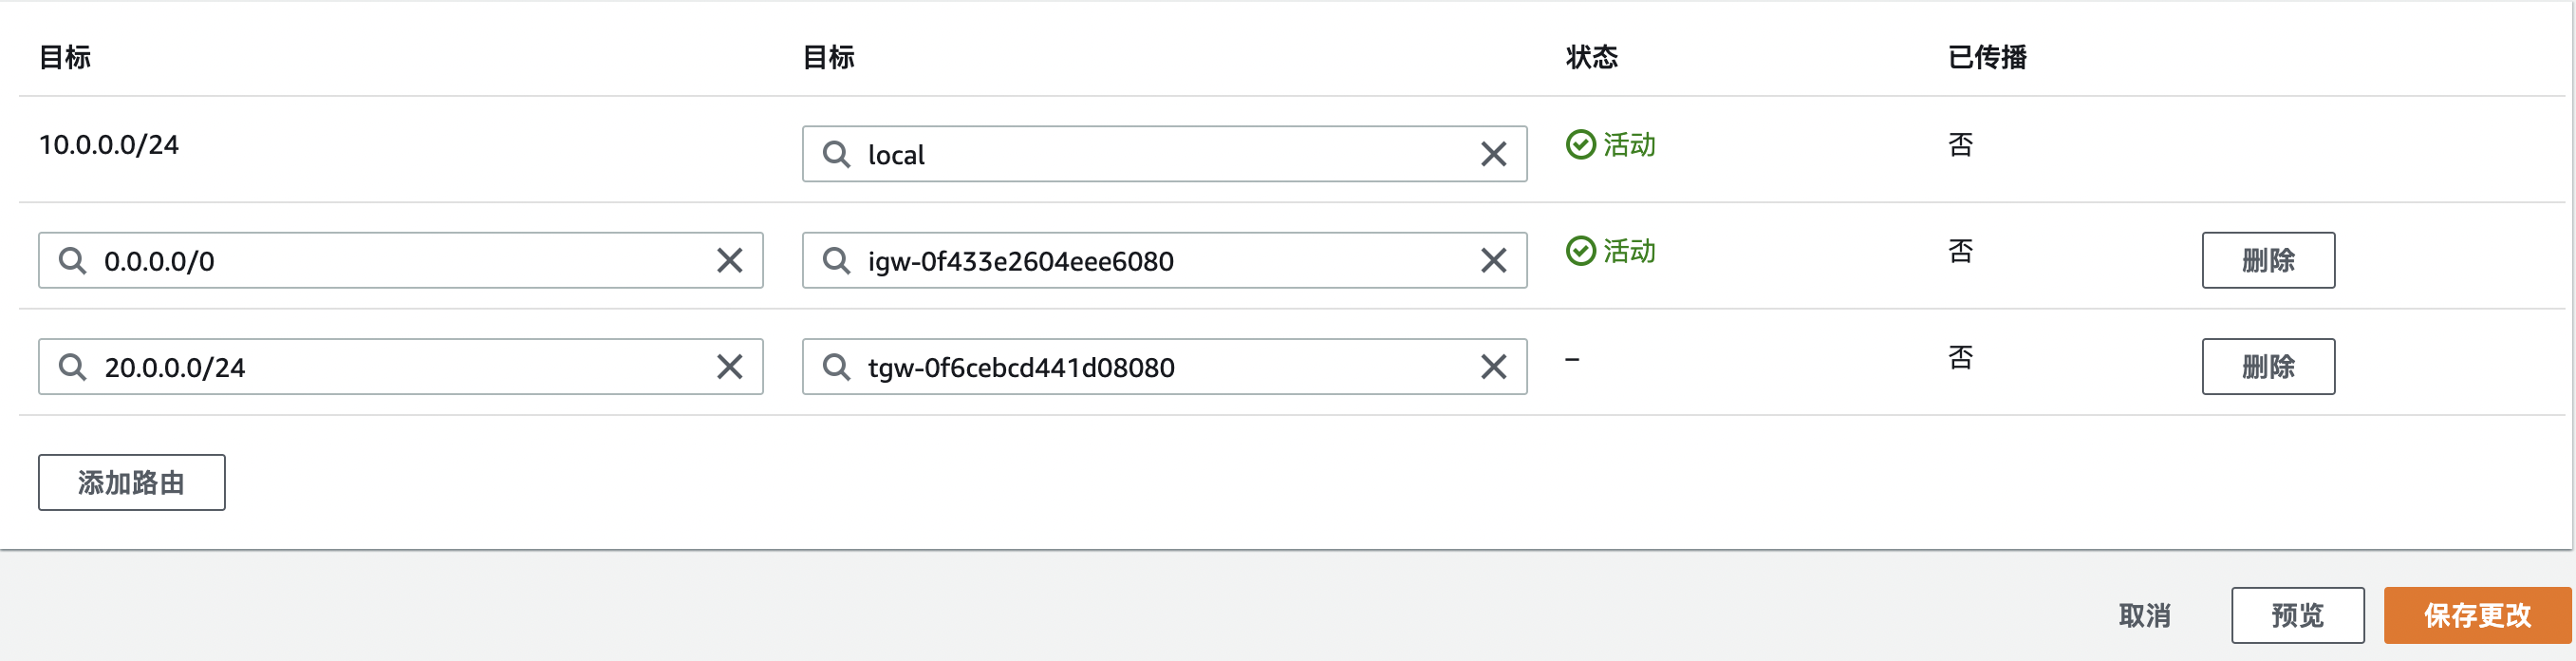 目标 目标 状态 已传播
10.0.0.0/24 local 活动 否
0.0.0.0/0 igw-0f433e2604eee6080 活动 否 删除
20.0.0.0/24 tgw-0f6cebcd441d08080 – 否 删除
添加路由
取消 预览 保存更改